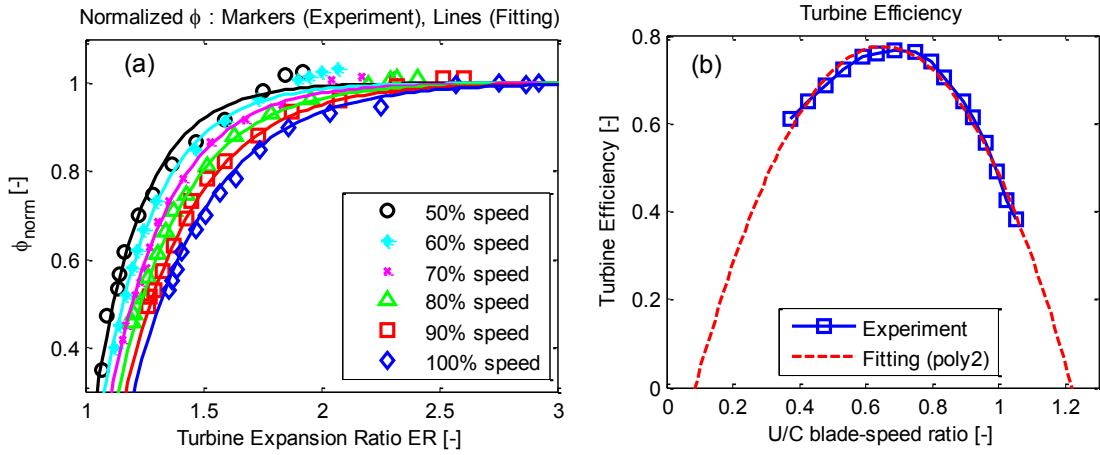 Normalized ϕ : Markers (Experiment), Lines (Fitting)
(a)
1
0.8
0.6
0.4
ϕnorm [-]
50% speed
60% speed
70% speed
80% speed
90% speed
100% speed
1 1.5 2 2.5 3
Turbine Expansion Ratio ER [-]
Turbine Efficiency
(b)
0.8
0.6
0.4
0.2
0
Turbine Efficiency [-]
Experiment
Fitting (poly2)
0 0.2 0.4 0.6 0.8 1 1.2
U/C blade-speed ratio [-]